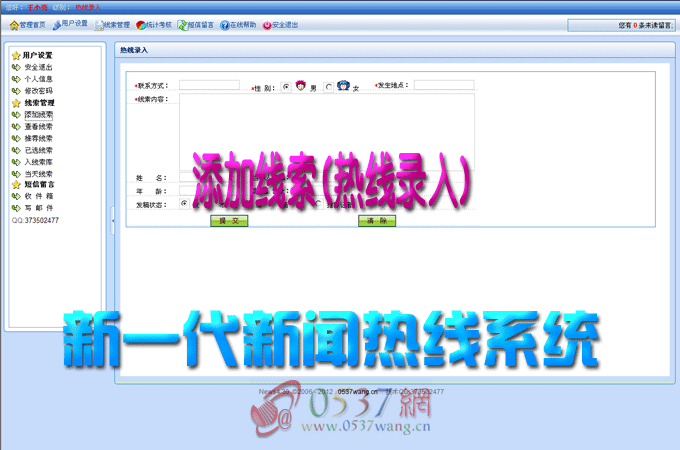 您好：王小亮 级别：热线录入
管理首页 用户设置 线索管理 统计考核 短信留言 在线帮助 安全退出 您有 0 条未读留言;
用户设置
安全退出
个人信息
修改密码
线索管理
添加线索
查看线索
推荐线索
已选线索
入线索库
当天线索
短信留言
收 件 箱
写 邮 件
QQ:373502477
热线录入
*联系方式： *性 别： 男 女 *发生地点：
*线索内容：
姓 名：
年 龄：
发稿状态：
提 交 清 除
添加线索(热线录入)
新一代新闻热线系统
©2006 - 2012 0537wang.cn QQ:373502477
0537網
www.0537wang.cn